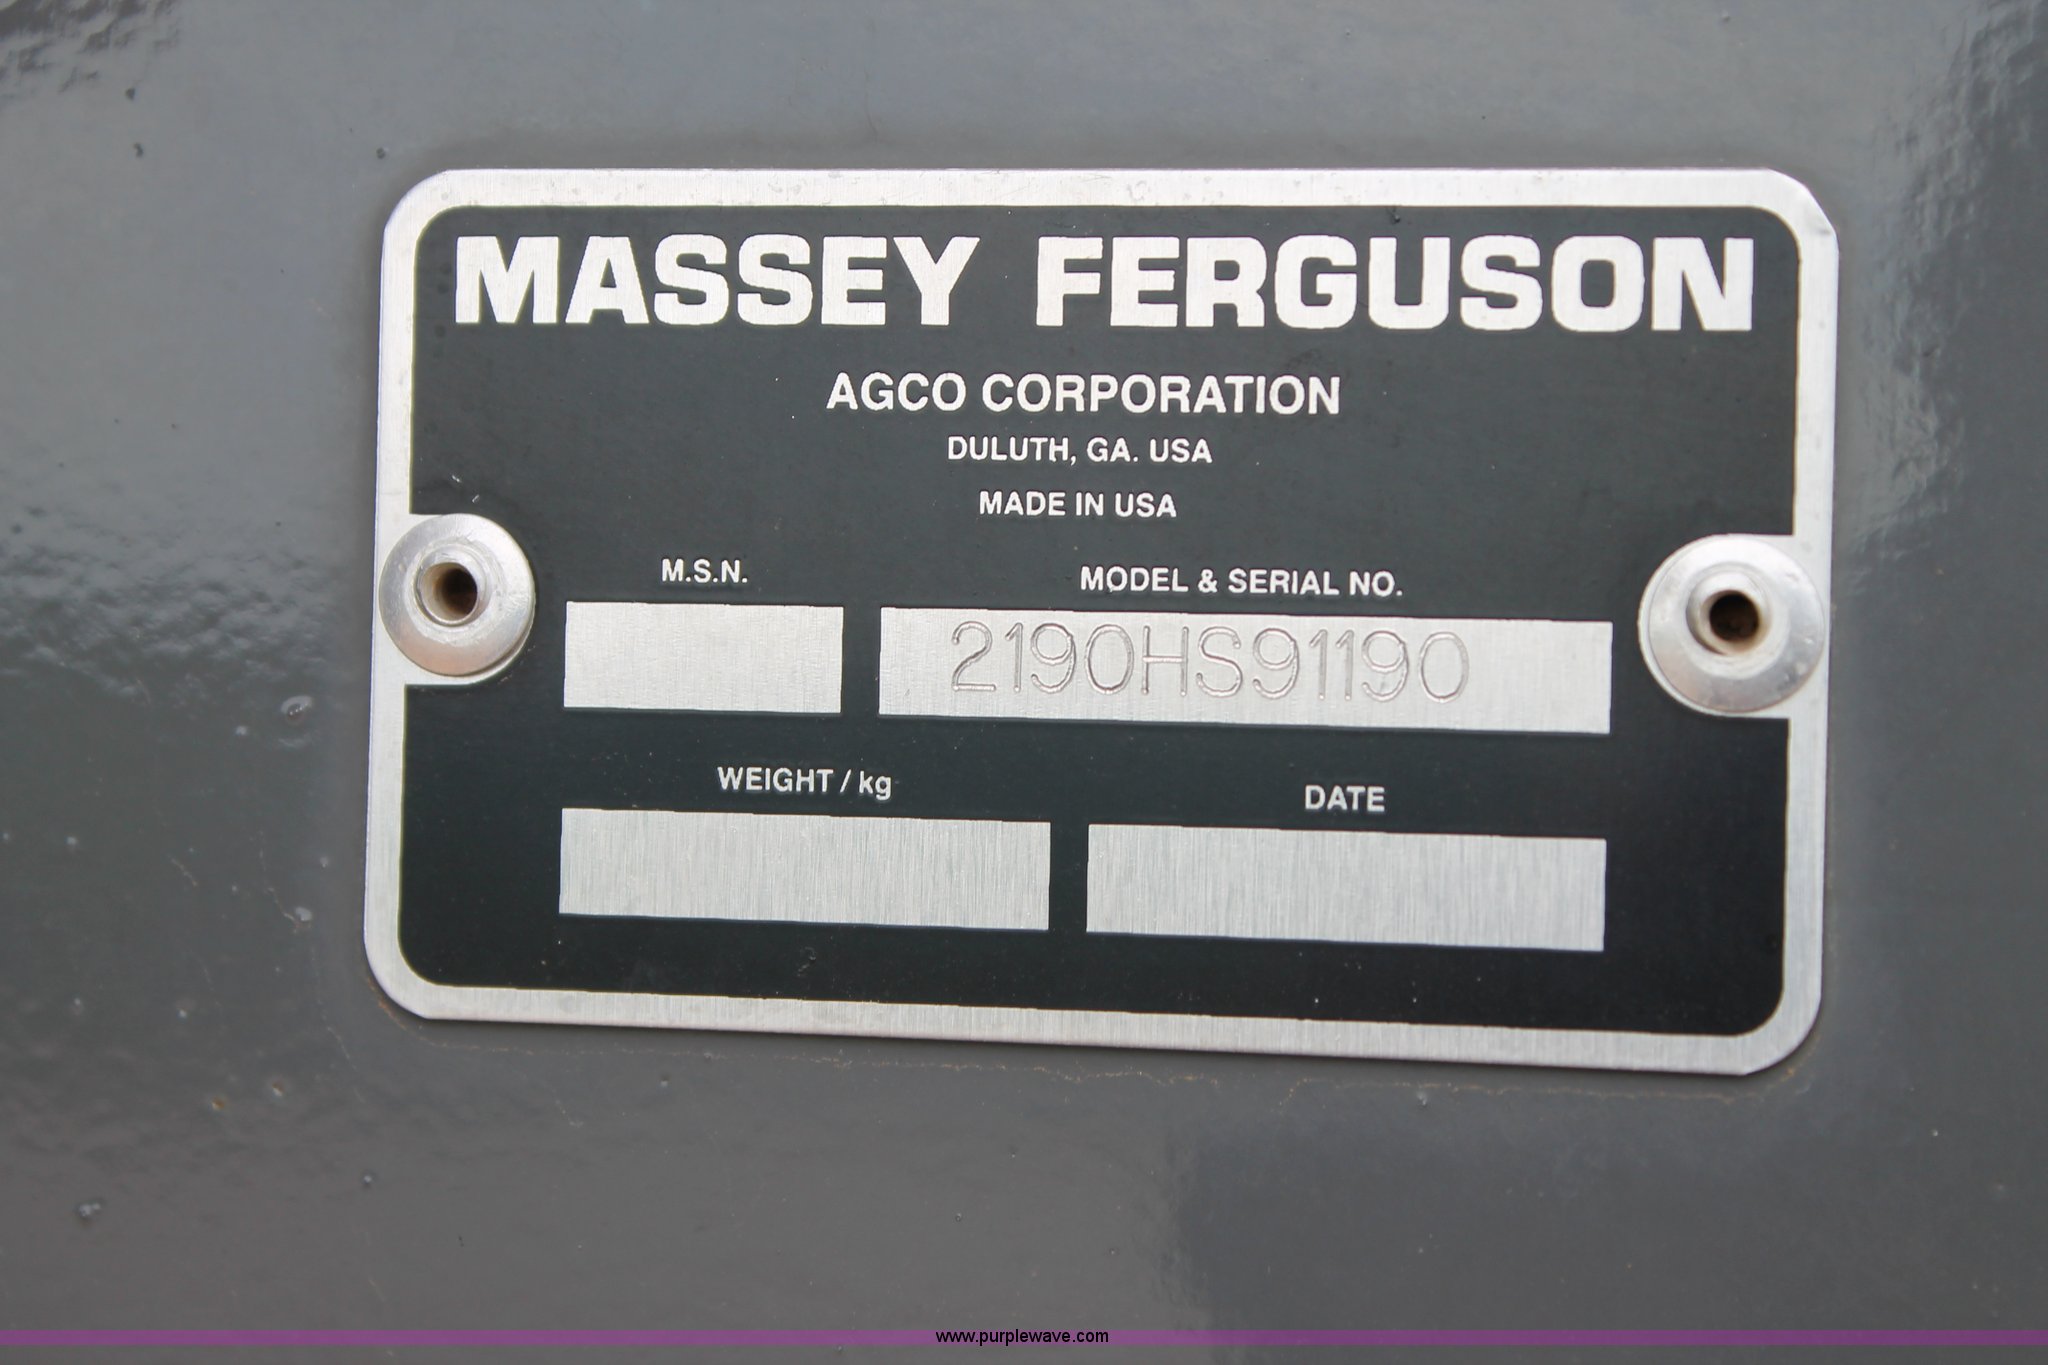 MASSEY FERGUSON
AGCO CORPORATION
DULUTH, GA. USA
MADE IN USA
M.S.N.
MODEL & SERIAL NO.
2190HS91190
WEIGHT / kg
DATE
www.purplewave.com